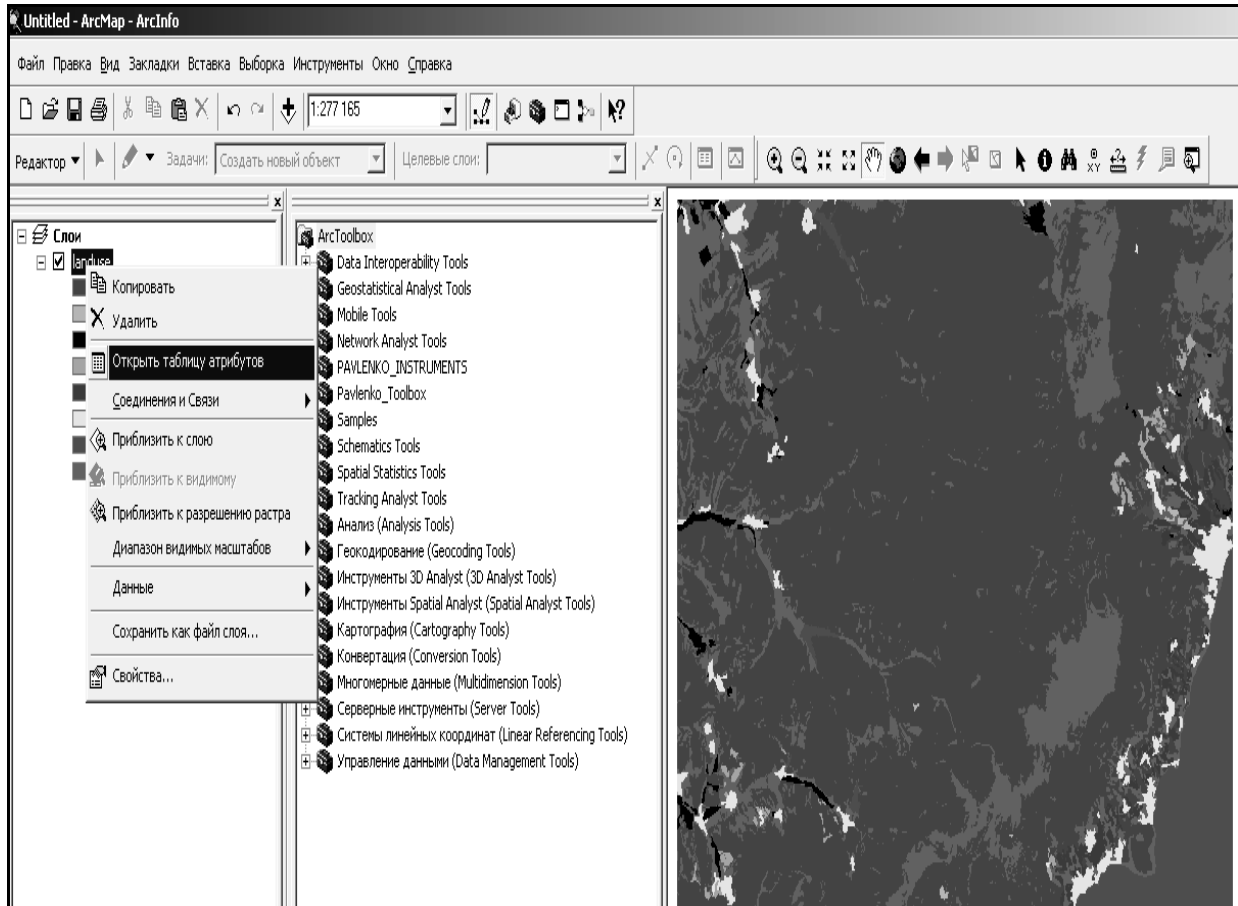 Untitled - ArcMap - ArcInfo
Файл Правка Вид Закладки Вставка Выборка Инструменты Окно Справка
1:277 165
Редактор Задачи: Создать новый объект Целевые слои:
Слои
landuse
Копировать
Удалить
Открыть таблицу атрибутов
Соединения и Связи
Приблизить к слою
Приблизить к видимому
Приблизить к разрешению растра
Диапазон видимых масштабов
Данные
Сохранить как файл слоя...
Свойства...
ArcToolbox
Data Interoperability Tools
Geostatistical Analyst Tools
Mobile Tools
Network Analyst Tools
PAVLENKO_INSTRUMENTS
Pavlenko_Toolbox
Samples
Schematics Tools
Spatial Statistics Tools
Tracking Analyst Tools
Анализ (Analysis Tools)
Геокодирование (Geocoding Tools)
Инструменты 3D Analyst (3D Analyst Tools)
Инструменты Spatial Analyst (Spatial Analyst Tools)
Картография (Cartography Tools)
Конвертация (Conversion Tools)
Многомерные данные (Multidimension Tools)
Серверные инструменты (Server Tools)
Системы линейных координат (Linear Referencing Tools)
Управление данными (Data Management Tools)